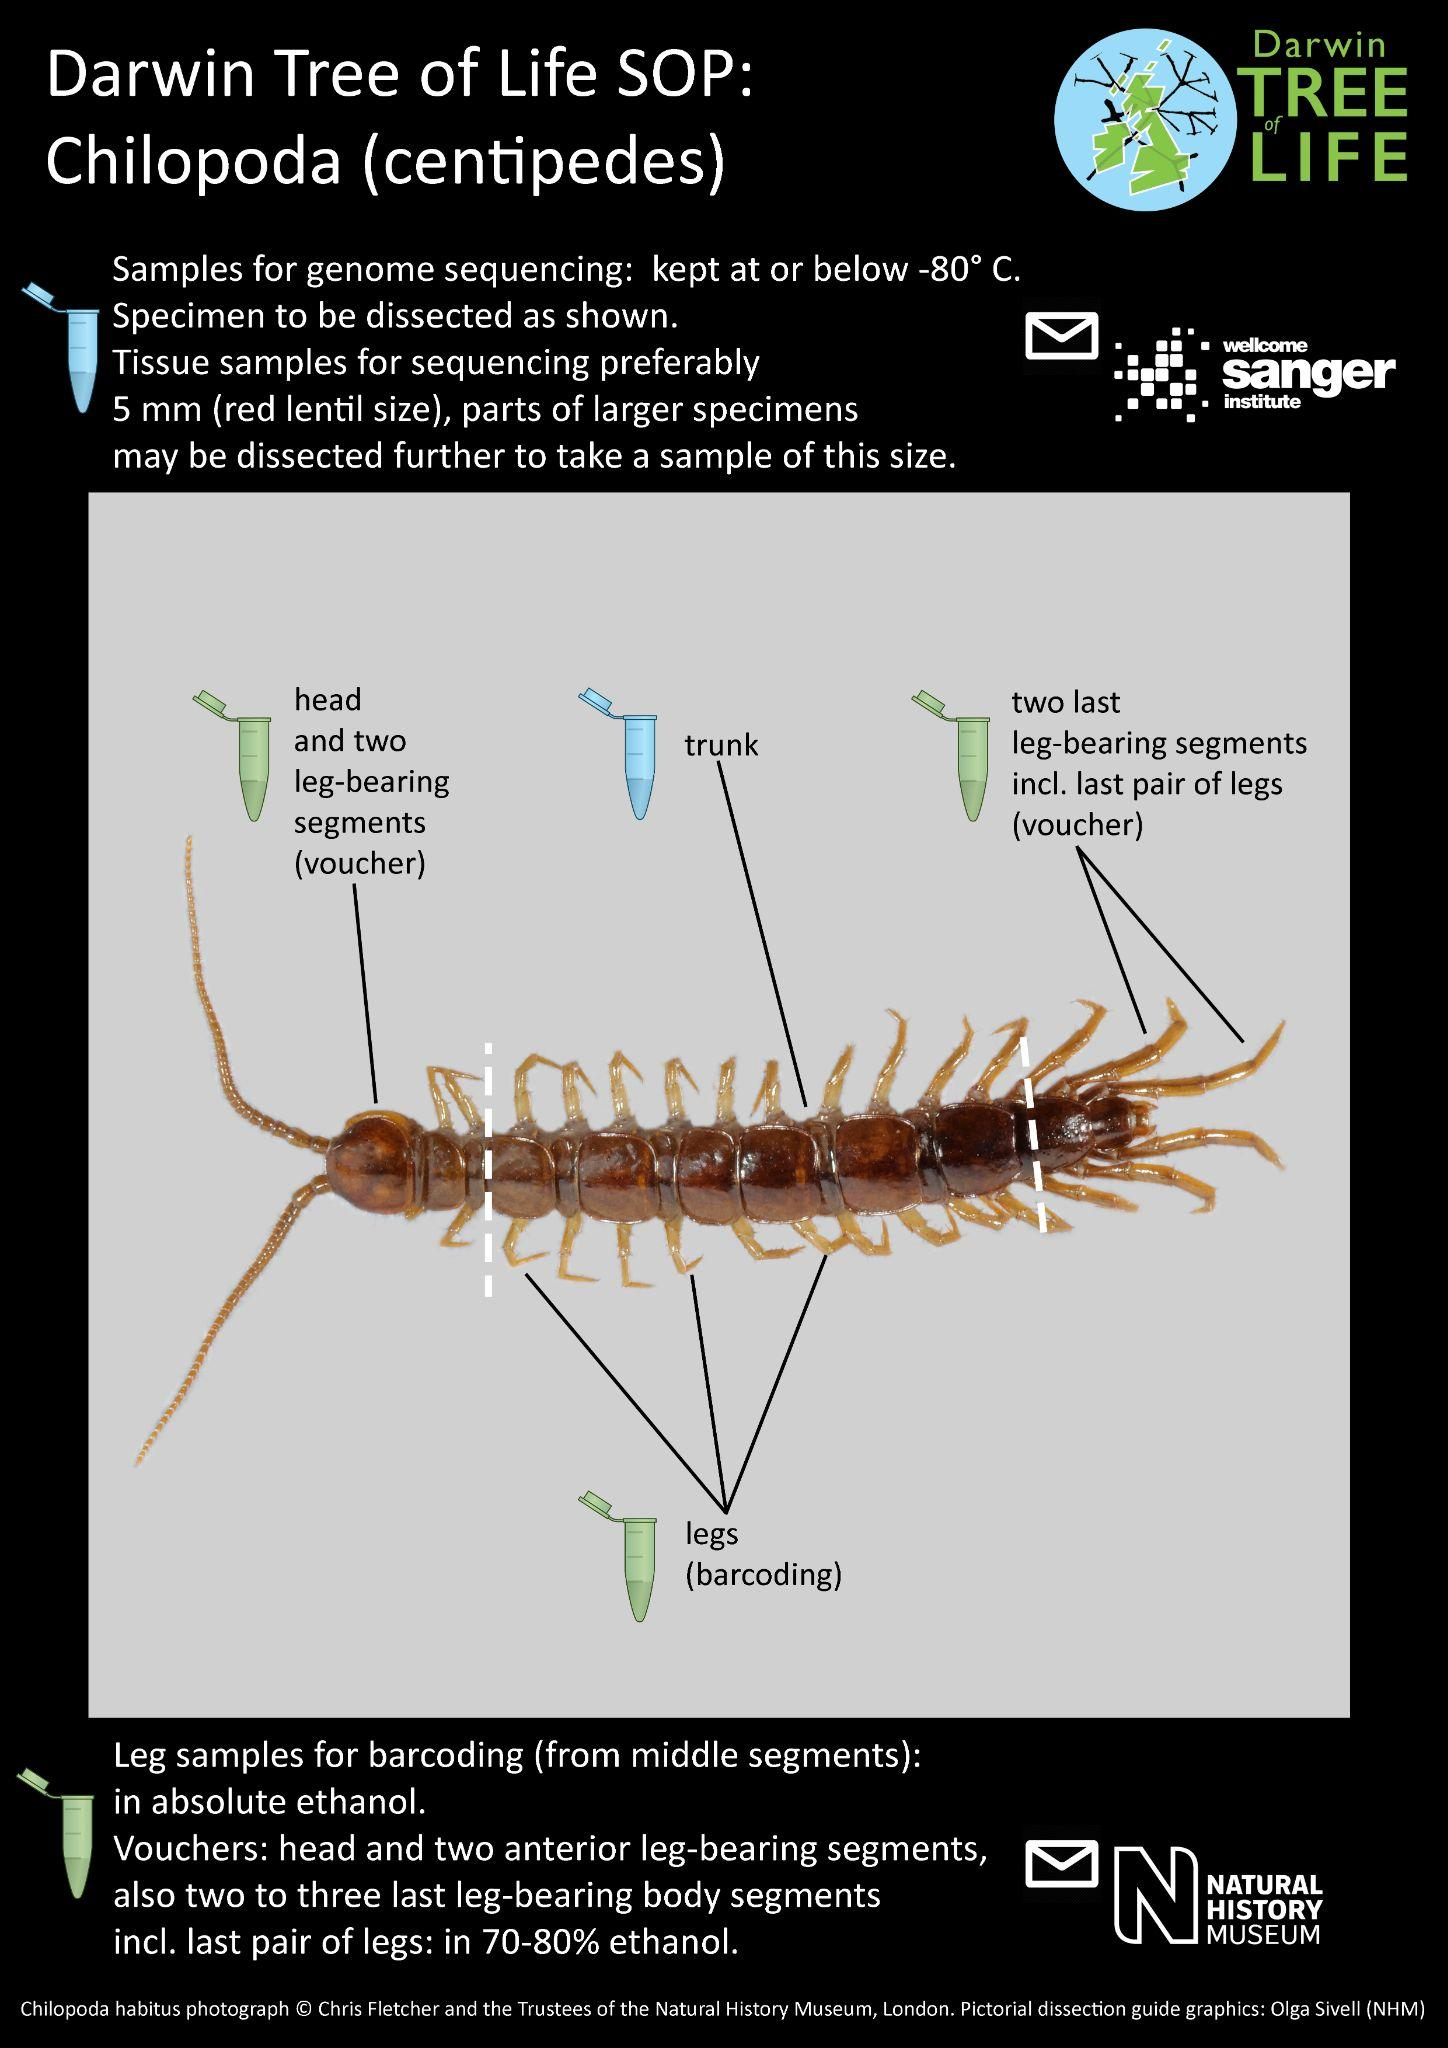 Darwin Tree of Life SOP:
Chilopoda (centipedes)
Darwin
TREE
of
LIFE
Samples for genome sequencing:  kept at or below -80° C.
Specimen to be dissected as shown.
Tissue samples for sequencing preferably
5 mm (red lentil size), parts of larger specimens
may be dissected further to take a sample of this size.
wellcome
sanger
institute
head
and two
leg-bearing
segments
(voucher)
trunk
two last
leg-bearing segments
incl. last pair of legs
(voucher)
legs
(barcoding)
Leg samples for barcoding (from middle segments):
in absolute ethanol.
Vouchers: head and two anterior leg-bearing segments,
also two to three last leg-bearing body segments
incl. last pair of legs: in 70-80% ethanol.
N
NATURAL
HISTORY
MUSEUM
Chilopoda habitus photograph © Chris Fletcher and the Trustees of the Natural History Museum, London. Pictorial dissection guide graphics: Olga Sivell (NHM)